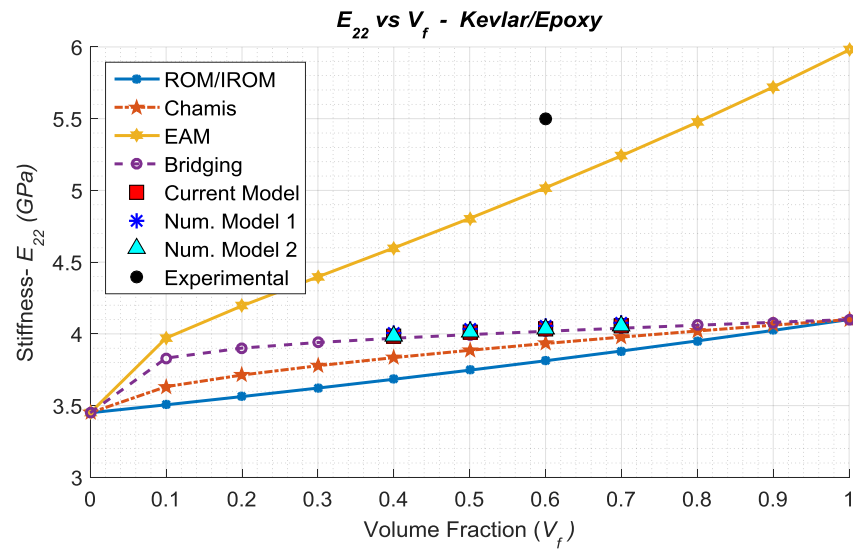 E22 vs Vf - Kevlar/Epoxy
6
5.5
5
4.5
4
3.5
3
Stiffness- E22 (GPa)
ROM/IROM
Chamis
EAM
Bridging
Current Model
Num. Model 1
Num. Model 2
Experimental
0 0.1 0.2 0.3 0.4 0.5 0.6 0.7 0.8 0.9 1
Volume Fraction (Vf )